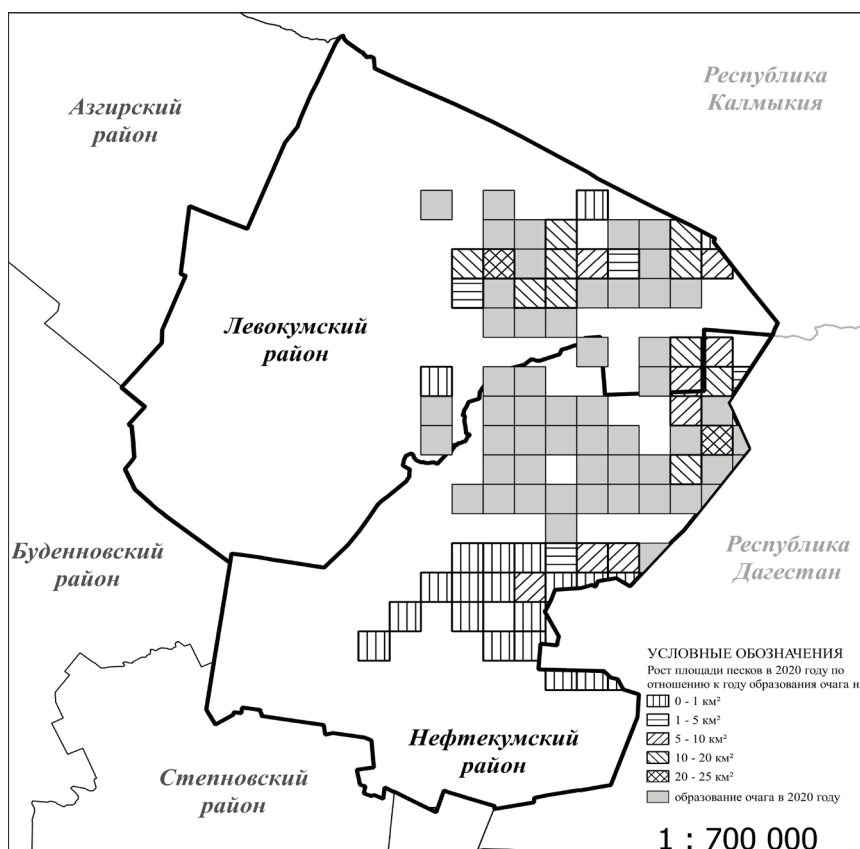 Республика
Калмыкия
Азгирский
район
Левокумский
район
Буденновский
район
Республика
Дагестан
УСЛОВНЫЕ ОБОЗНАЧЕНИЯ
Рост площади песков в 2020 году по
отношению к году образования очага н
0 - 1 км²
1 - 5 км²
5 - 10 км²
10 - 20 км²
20 - 25 км²
образование очага в 2020 году
Нефтекумский
район
Степновский
район
1 : 700 000